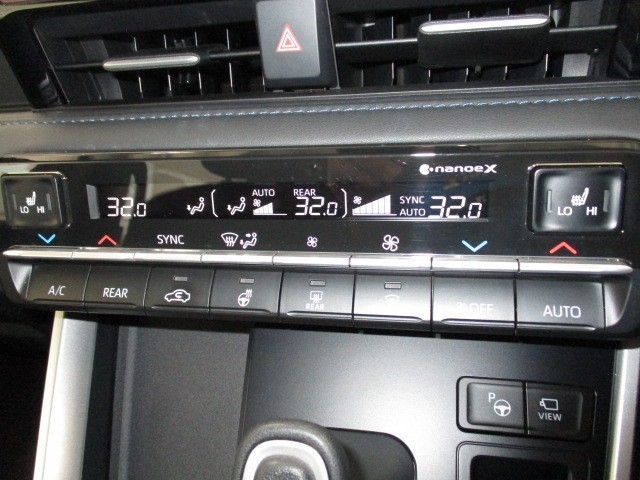 nanoeX
LO HI
32.0
AUTO
REAR
32.0
SYNC
AUTO
32.0
LO HI
SYNC
A/C
REAR
REAR
OFF
AUTO
P
VIEW